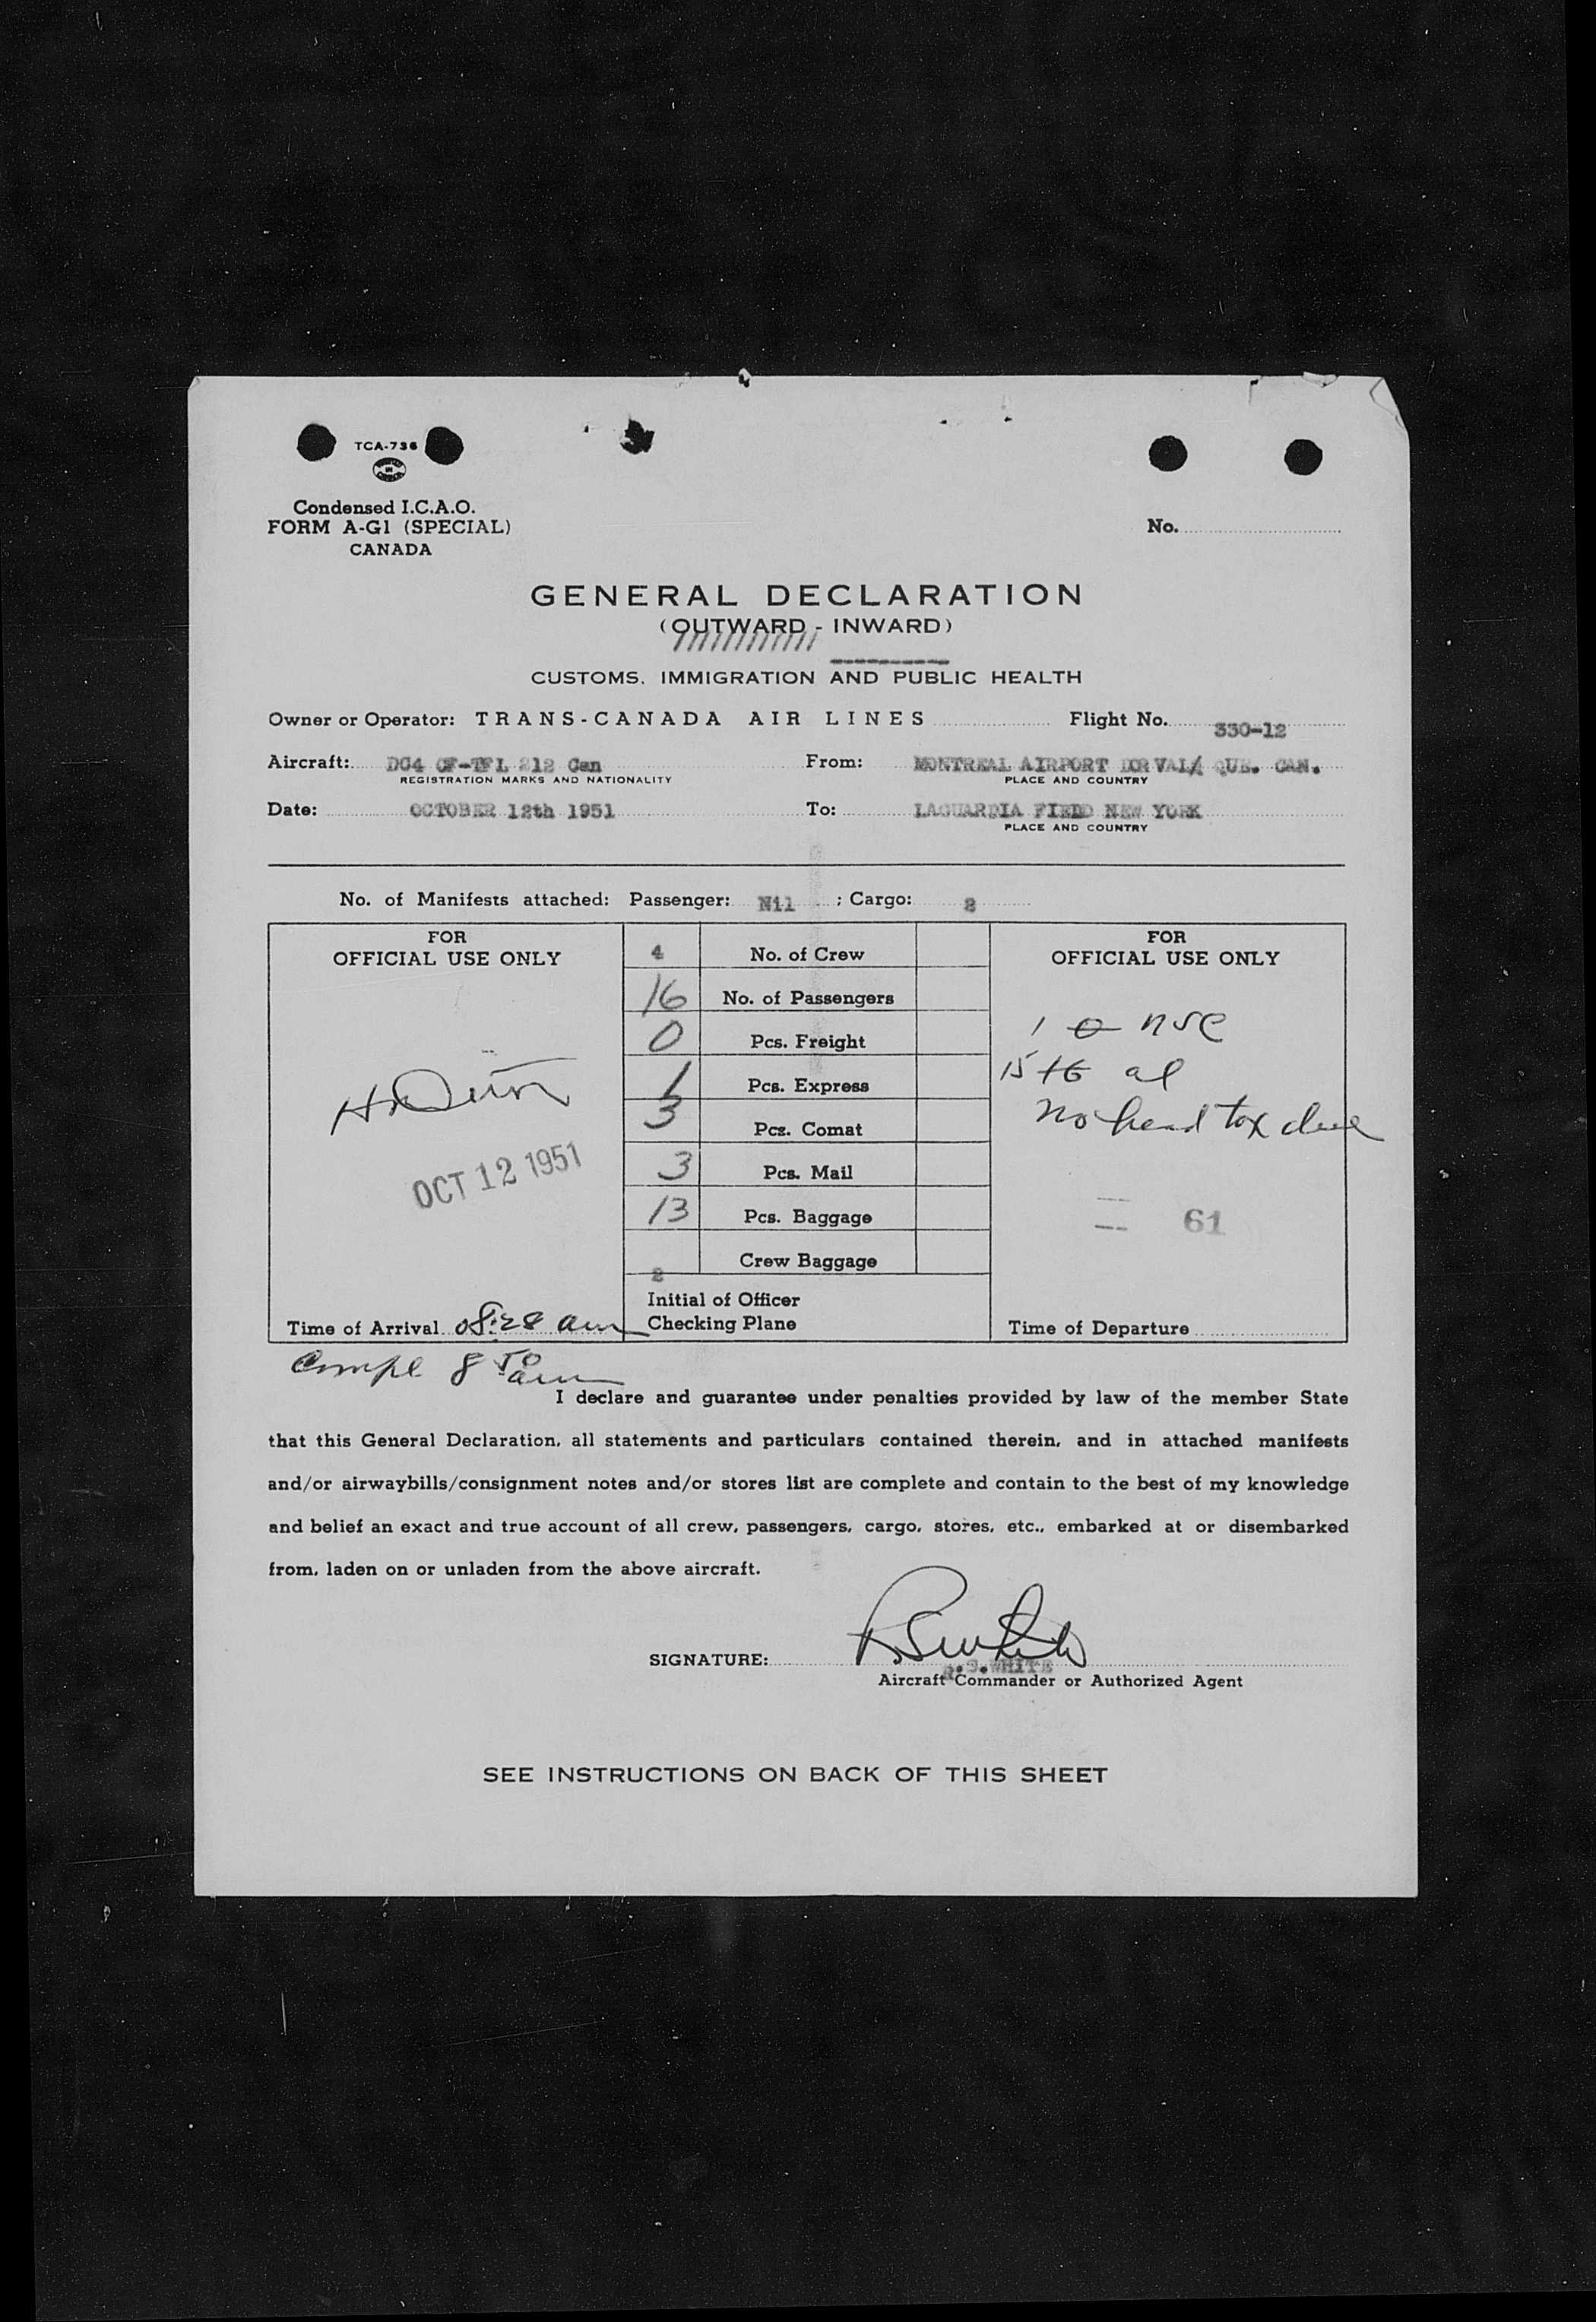 TCA-736
Condensed I.C.A.O.
FORM A-G1 (SPECIAL)
CANADA
No.
GENERAL DECLARATION
(OUTWARD - INWARD)
CUSTOMS, IMMIGRATION AND PUBLIC HEALTH
Owner or Operator: TRANS-CANADA AIR LINES Flight No. 330-12
Aircraft: DC4 CF-TFL 212 Can From: MONTREAL AIRPORT DORVAL/ QUE. CAN.
REGISTRATION MARKS AND NATIONALITY PLACE AND COUNTRY
Date: OCTOBER 12th 1951 To: LAGUARDIA FIELD NEW YORK
PLACE AND COUNTRY
No. of Manifests attached: Passenger: Nil ; Cargo: 2
FOR
OFFICIAL USE ONLY
OCT 12 1951
Time of Arrival 08:28 am
4 No. of Crew
16 No. of Passengers
0 Pcs. Freight
1 Pcs. Express
3 Pcs. Comat
3 Pcs. Mail
13 Pcs. Baggage
2 Crew Baggage
Initial of Officer
Checking Plane
FOR
OFFICIAL USE ONLY
No head tax due
61
Time of Departure
Compl 8 50 am
I declare and guarantee under penalties provided by law of the member State
that this General Declaration, all statements and particulars contained therein, and in attached manifests
and/or airwaybills/consignment notes and/or stores list are complete and contain to the best of my knowledge
and belief an exact and true account of all crew, passengers, cargo, stores, etc., embarked at or disembarked
from, laden on or unladen from the above aircraft.
SIGNATURE:
R.S.WHITE
Aircraft Commander or Authorized Agent
SEE INSTRUCTIONS ON BACK OF THIS SHEET